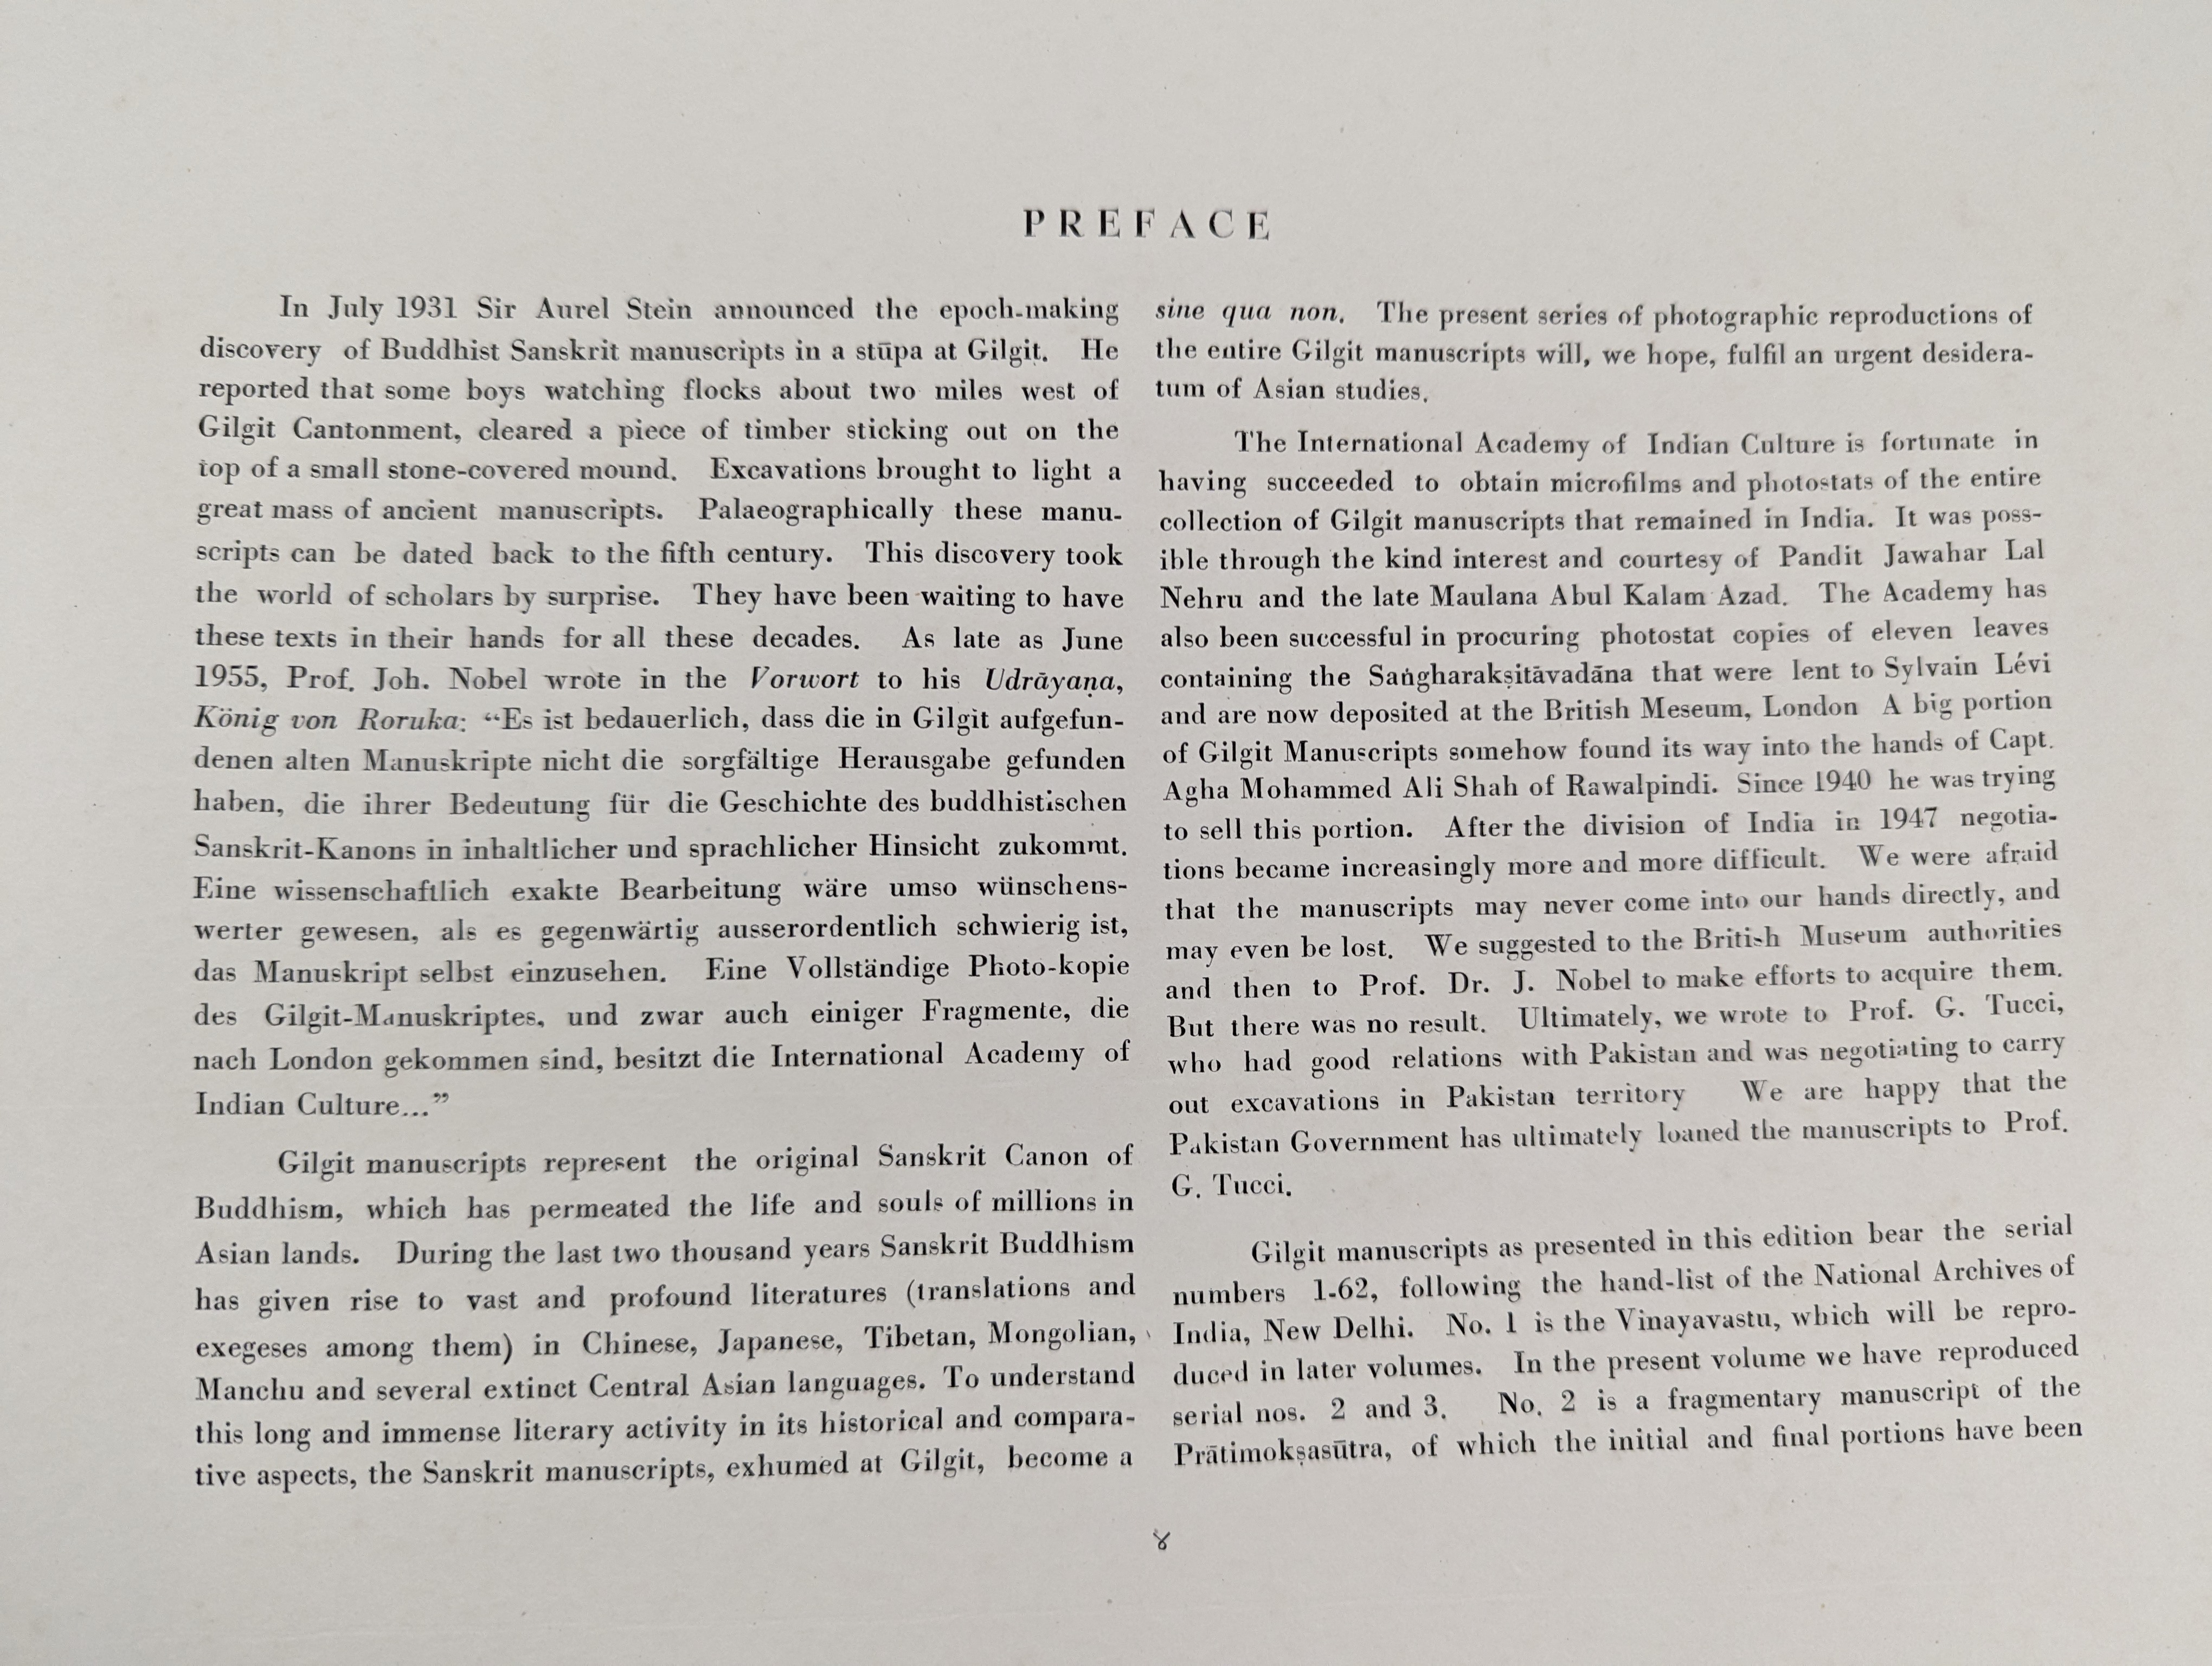 PREFACE
In July 1931 Sir Aurel Stein announced the epoch-making
discovery of Buddhist Sanskrit manuscripts in a stūpa at Gilgit. He
reported that some boys watching flocks about two miles west of
Gilgit Cantonment, cleared a piece of timber sticking out on the
top of a small stone-covered mound. Excavations brought to light a
great mass of ancient manuscripts. Palaeographically these manu-
scripts can be dated back to the fifth century. This discovery took
the world of scholars by surprise. They have been waiting to have
these texts in their hands for all these decades. As late as June
1955, Prof. Joh. Nobel wrote in the Vorwort to his Udrāyaṇa,
König von Roruka: “Es ist bedauerlich, dass die in Gilgit aufgefun-
denen alten Manuskripte nicht die sorgfältige Herausgabe gefunden
haben, die ihrer Bedeutung für die Geschichte des buddhistischen
Sanskrit-Kanons in inhaltlicher und sprachlicher Hinsicht zukommt.
Eine wissenschaftlich exakte Bearbeitung wäre umso wünschens-
werter gewesen, als es gegenwärtig ausserordentlich schwierig ist,
das Manuskript selbst einzusehen. Eine Vollständige Photo-kopie
des Gilgit-Manuskriptes, und zwar auch einiger Fragmente, die
nach London gekommen sind, besitzt die International Academy of
Indian Culture...”
Gilgit manuscripts represent the original Sanskrit Canon of
Buddhism, which has permeated the life and souls of millions in
Asian lands. During the last two thousand years Sanskrit Buddhism
has given rise to vast and profound literatures (translations and
exegeses among them) in Chinese, Japanese, Tibetan, Mongolian,
Manchu and several extinct Central Asian languages. To understand
this long and immense literary activity in its historical and compara-
tive aspects, the Sanskrit manuscripts, exhumed at Gilgit, become a
sine qua non. The present series of photographic reproductions of
the entire Gilgit manuscripts will, we hope, fulfil an urgent desidera-
tum of Asian studies.
The International Academy of Indian Culture is fortunate in
having succeeded to obtain microfilms and photostats of the entire
collection of Gilgit manuscripts that remained in India. It was poss-
ible through the kind interest and courtesy of Pandit Jawahar Lal
Nehru and the late Maulana Abul Kalam Azad. The Academy has
also been successful in procuring photostat copies of eleven leaves
containing the Saṅgharakṣitāvadāna that were lent to Sylvain Lévi
and are now deposited at the British Meseum, London A big portion
of Gilgit Manuscripts somehow found its way into the hands of Capt.
Agha Mohammed Ali Shah of Rawalpindi. Since 1940 he was trying
to sell this portion. After the division of India in 1947 negotia-
tions became increasingly more and more difficult. We were afraid
that the manuscripts may never come into our hands directly, and
may even be lost. We suggested to the British Museum authorities
and then to Prof. Dr. J. Nobel to make efforts to acquire them.
But there was no result. Ultimately, we wrote to Prof. G. Tucci,
who had good relations with Pakistan and was negotiating to carry
out excavations in Pakistan territory We are happy that the
Pakistan Government has ultimately loaned the manuscripts to Prof.
G. Tucci.
Gilgit manuscripts as presented in this edition bear the serial
numbers 1-62, following the hand-list of the National Archives of
India, New Delhi. No. 1 is the Vinayavastu, which will be repro-
duced in later volumes. In the present volume we have reproduced
serial nos. 2 and 3. No. 2 is a fragmentary manuscript of the
Prātimokṣasūtra, of which the initial and final portions have been
४